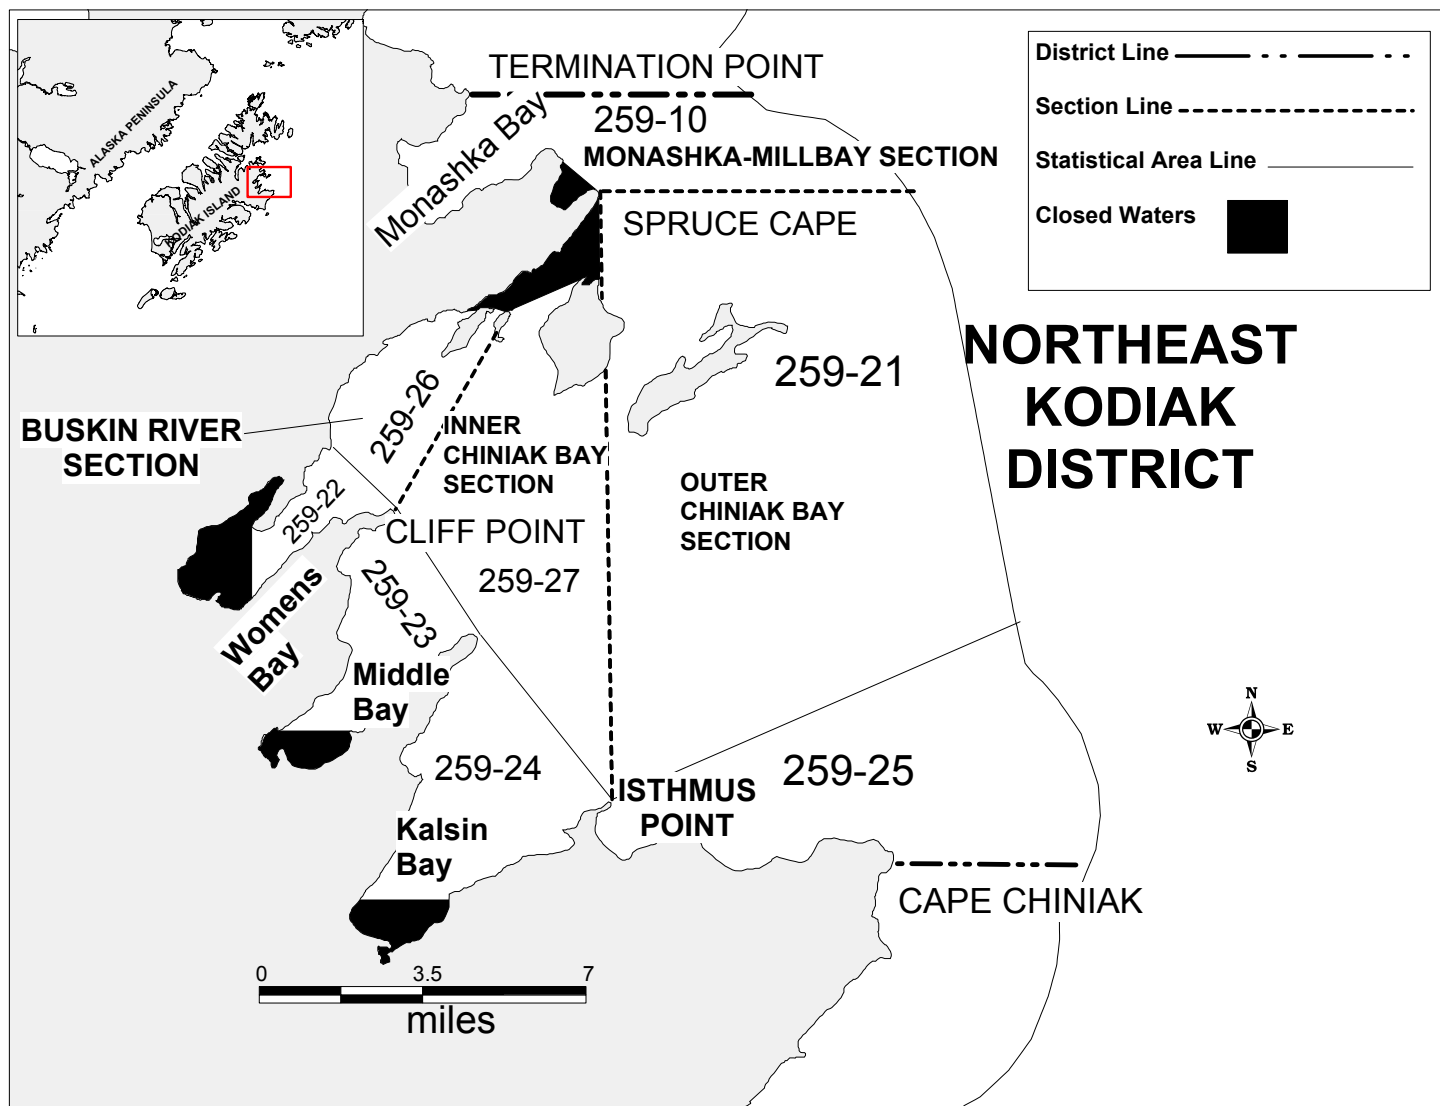 ALASKA PENINSULA
KODIAK ISLAND
TERMINATION POINT
259-10
Monashka Bay
MONASHKA-MILLBAY SECTION
SPRUCE CAPE
District Line
Section Line
Statistical Area Line
Closed Waters
NORTHEAST
KODIAK
DISTRICT
259-21
259-26
BUSKIN RIVER
SECTION
INNER
CHINIAK BAY
SECTION
OUTER
CHINIAK BAY
SECTION
259-22
CLIFF POINT
259-27
259-23
Womens
Bay
Middle
Bay
259-24
259-25
ISTHMUS
POINT
Kalsin
Bay
CAPE CHINIAK
N
W
E
S
0 3.5 7
miles